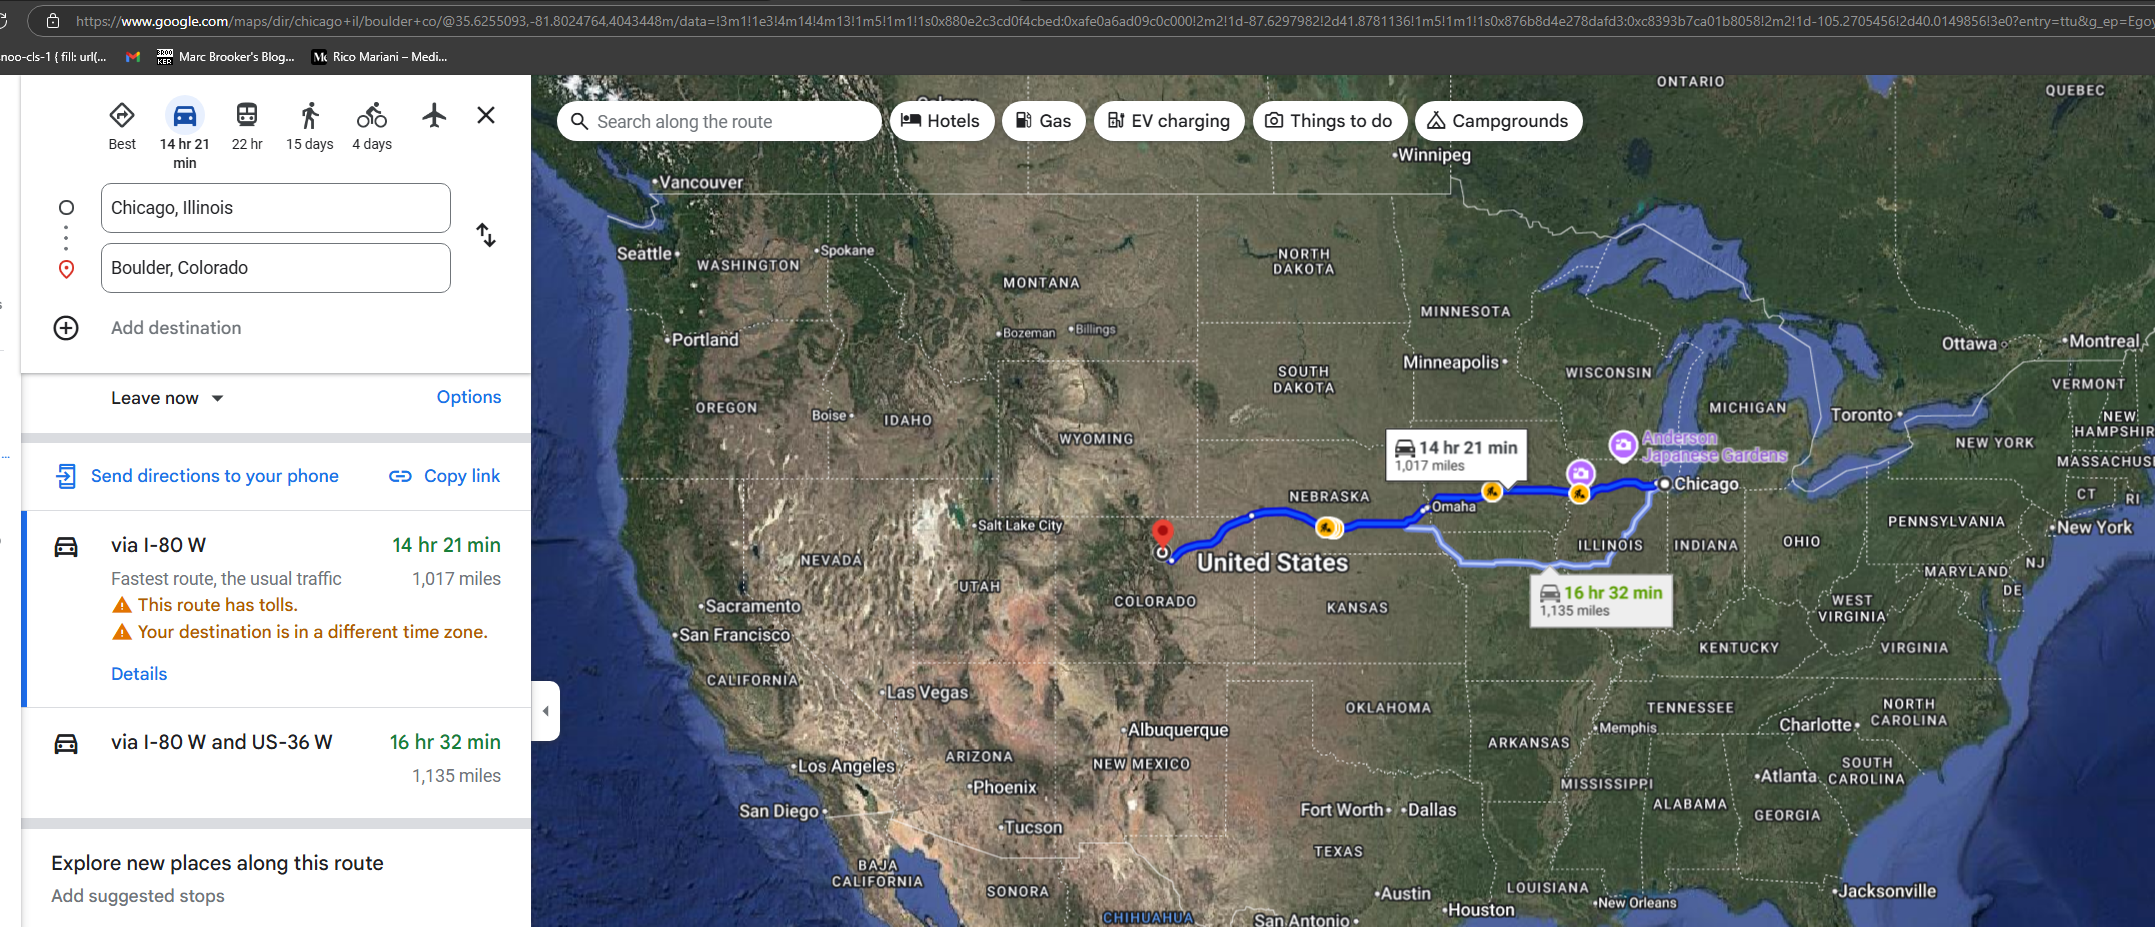 https://www.google.com/maps/dir/chicago+il/boulder+co/@35.6255093,-81.8024764,4043448m/data=!3m1!1e3!4m14!4m13!1m5!1m1!1s0x880e2c3cd0f4cbed:0xafe0a6ad09c0c000!2m2!1d-87.6297982!2d41.8781136!1m5!1m1!1s0x876b8d4e278dafd3:0xc8393b7ca01b8058!2m2!1d-105.2705456!2d40.0149856!3e0?entry=ttu&g_ep=Egoy
noo-cls-1 { fill: url(...
Marc Brooker's Blog...
Rico Mariani – Medi...
Best
14 hr 21 min
22 hr
15 days
4 days
Chicago, Illinois
Boulder, Colorado
Add destination
Leave now
Options
Send directions to your phone
Copy link
via I-80 W
14 hr 21 min
Fastest route, the usual traffic
1,017 miles
This route has tolls.
Your destination is in a different time zone.
Details
via I-80 W and US-36 W
16 hr 32 min
1,135 miles
Explore new places along this route
Add suggested stops
Search along the route
Hotels
Gas
EV charging
Things to do
Campgrounds
ONTARIO
QUEBEC
Calgary
Winnipeg
Vancouver
Seattle
Spokane
WASHINGTON
NORTH
DAKOTA
MONTANA
MINNESOTA
Portland
Bozeman
Billings
Ottawa
Montreal
Minneapolis
WISCONSIN
SOUTH
DAKOTA
VERMONT
OREGON
Boise
IDAHO
MICHIGAN
Toronto
NEW
HAMPSHIR
WYOMING
NEW YORK
14 hr 21 min
1,017 miles
Anderson
Japanese Gardens
MASSACHUS
Chicago
NEBRASKA
Omaha
CT
RI
Salt Lake City
PENNSYLVANIA
New York
NEVADA
United States
ILLINOIS
INDIANA
OHIO
NJ
UTAH
MARYLAND
DE
COLORADO
KANSAS
16 hr 32 min
1,135 miles
WEST
VIRGINIA
Sacramento
San Francisco
KENTUCKY
VIRGINIA
CALIFORNIA
Las Vegas
OKLAHOMA
TENNESSEE
NORTH
CAROLINA
Albuquerque
Memphis
Charlotte
ARKANSAS
Los Angeles
ARIZONA
NEW MEXICO
SOUTH
CAROLINA
Phoenix
MISSISSIPPI
Atlanta
San Diego
Fort Worth
Dallas
ALABAMA
GEORGIA
Tucson
TEXAS
BAJA
CALIFORNIA
SONORA
Austin
LOUISIANA
Jacksonville
CHIHUAHUA
Houston
New Orleans
San Antonio